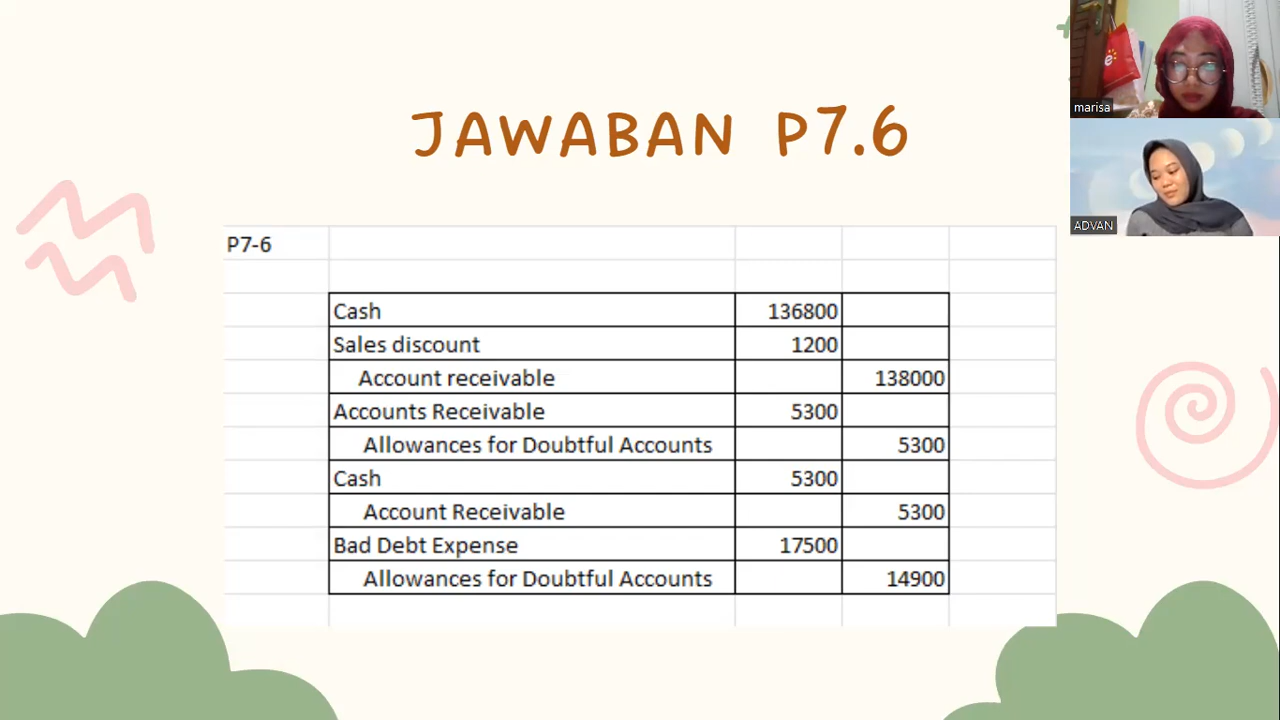 JAWABAN P7.6
P7-6
Cash 136800
Sales discount 1200
Account receivable 138000
Accounts Receivable 5300
Allowances for Doubtful Accounts 5300
Cash 5300
Account Receivable 5300
Bad Debt Expense 17500
Allowances for Doubtful Accounts 14900
marisa
ADVAN